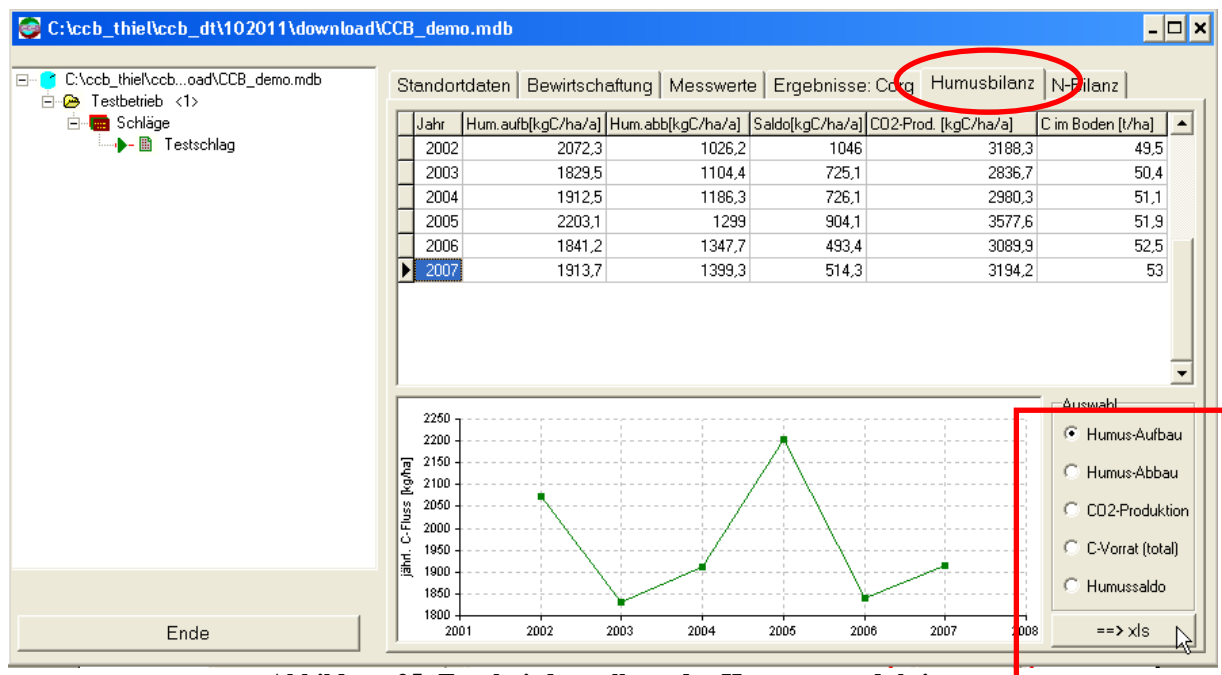 C:\ccb_thiel\ccb_dt\102011\download\CCB_demo.mdb
C:\ccb_thiel\ccb...oad\CCB_demo.mdb
Testbetrieb <1>
Schläge
Testschlag
Ende
Standortdaten Bewirtschaftung Messwerte Ergebnisse: Corg Humusbilanz N-Bilanz
Jahr Hum.aufb[kgC/ha/a] Hum.abb[kgC/ha/a] Saldo[kgC/ha/a] CO2-Prod. [kgC/ha/a] C im Boden [t/ha]
2002 2072,3 1026,2 1046 3188,3 49,5
2003 1829,5 1104,4 725,1 2836,7 50,4
2004 1912,5 1186,3 726,1 2980,3 51,1
2005 2203,1 1299 904,1 3577,6 51,9
2006 1841,2 1347,7 493,4 3089,9 52,5
2007 1913,7 1399,3 514,3 3194,2 53
jährl. C-Fluss [kg/ha]
2250
2200
2150
2100
2050
2000
1950
1900
1850
1800
2001 2002 2003 2004 2005 2006 2007 2008
Auswahl
Humus-Aufbau
Humus-Abbau
CO2-Produktion
C-Vorrat (total)
Humussaldo
==> xls